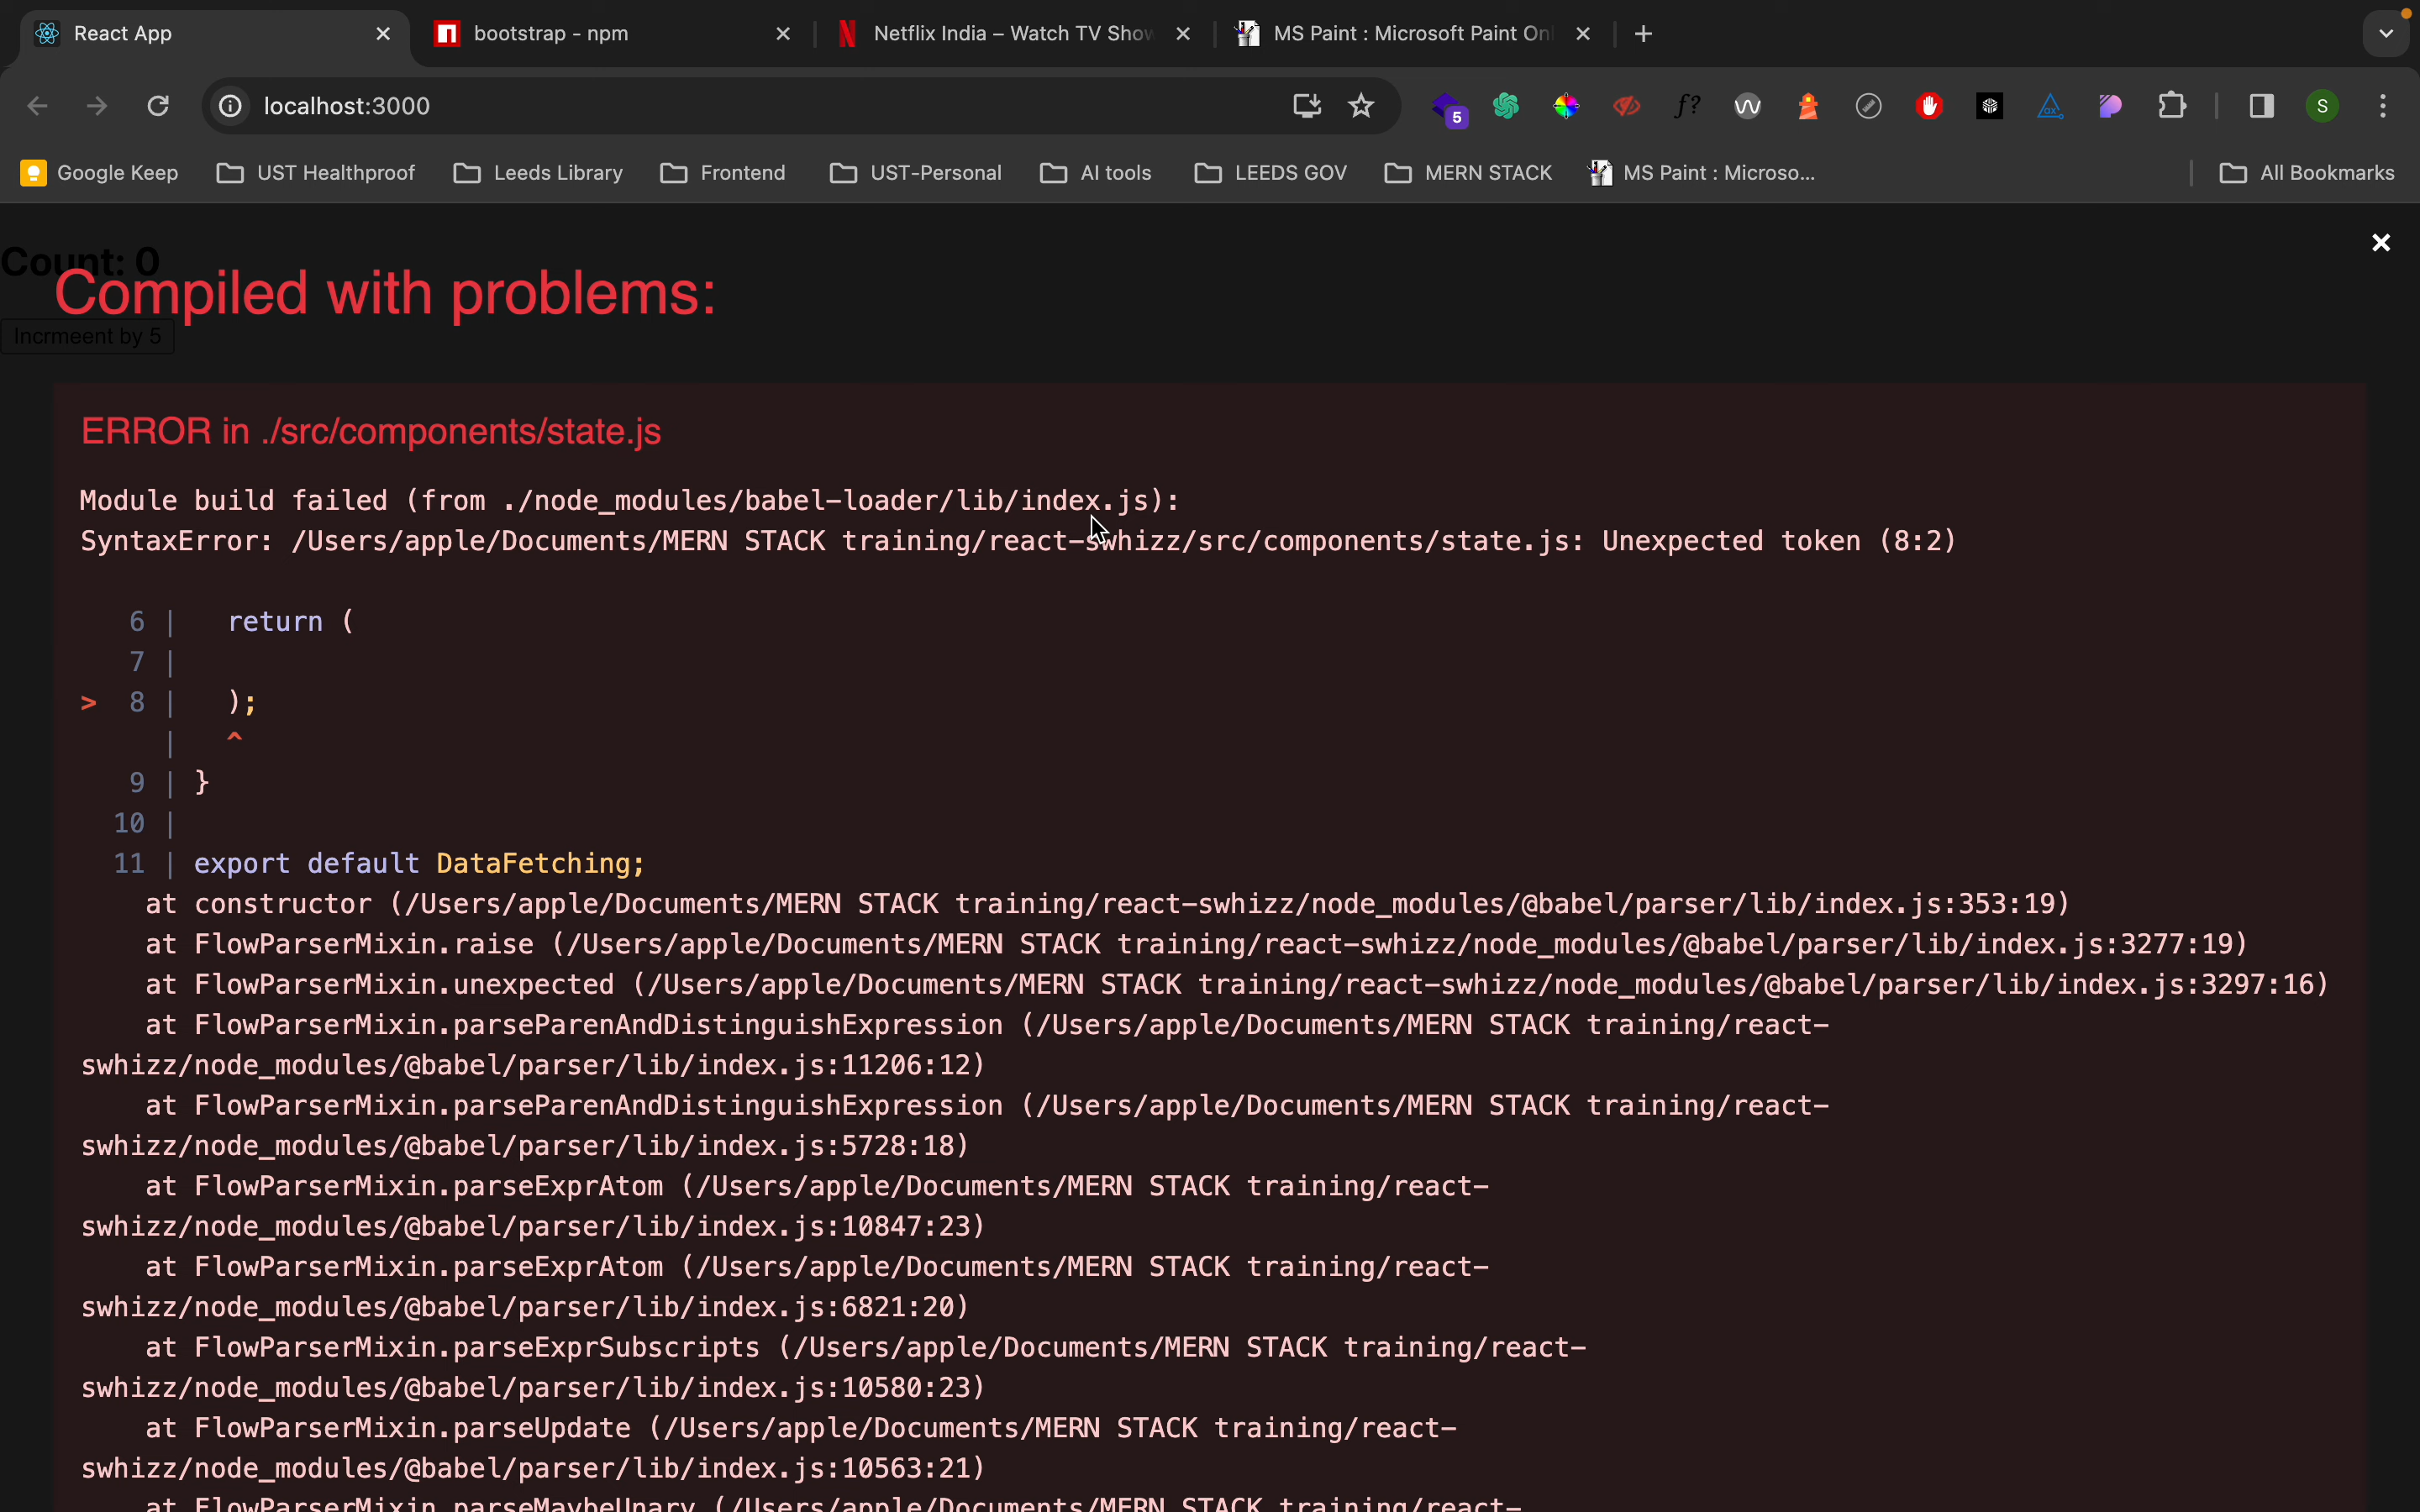 React App
bootstrap - npm
Netflix India – Watch TV Show
MS Paint : Microsoft Paint Onl
localhost:3000
5
f?
S
Google Keep
UST Healthproof
Leeds Library
Frontend
UST-Personal
AI tools
LEEDS GOV
MERN STACK
MS Paint : Microso...
All Bookmarks
Count: 0
Compiled with problems:
Incrmeent by 5
ERROR in ./src/components/state.js
Module build failed (from ./node_modules/babel-loader/lib/index.js):
SyntaxError: /Users/apple/Documents/MERN STACK training/react-swhizz/src/components/state.js: Unexpected token (8:2)
6 | return (
7 |
> 8 | );
| ^
9 | }
10 |
11 | export default DataFetching;
at constructor (/Users/apple/Documents/MERN STACK training/react-swhizz/node_modules/@babel/parser/lib/index.js:353:19)
at FlowParserMixin.raise (/Users/apple/Documents/MERN STACK training/react-swhizz/node_modules/@babel/parser/lib/index.js:3277:19)
at FlowParserMixin.unexpected (/Users/apple/Documents/MERN STACK training/react-swhizz/node_modules/@babel/parser/lib/index.js:3297:16)
at FlowParserMixin.parseParenAndDistinguishExpression (/Users/apple/Documents/MERN STACK training/react-
swhizz/node_modules/@babel/parser/lib/index.js:11206:12)
at FlowParserMixin.parseParenAndDistinguishExpression (/Users/apple/Documents/MERN STACK training/react-
swhizz/node_modules/@babel/parser/lib/index.js:5728:18)
at FlowParserMixin.parseExprAtom (/Users/apple/Documents/MERN STACK training/react-
swhizz/node_modules/@babel/parser/lib/index.js:10847:23)
at FlowParserMixin.parseExprAtom (/Users/apple/Documents/MERN STACK training/react-
swhizz/node_modules/@babel/parser/lib/index.js:6821:20)
at FlowParserMixin.parseExprSubscripts (/Users/apple/Documents/MERN STACK training/react-
swhizz/node_modules/@babel/parser/lib/index.js:10580:23)
at FlowParserMixin.parseUpdate (/Users/apple/Documents/MERN STACK training/react-
swhizz/node_modules/@babel/parser/lib/index.js:10563:21)
at FlowParserMixin.parseMaybeUnary (/Users/apple/Documents/MERN STACK training/react-